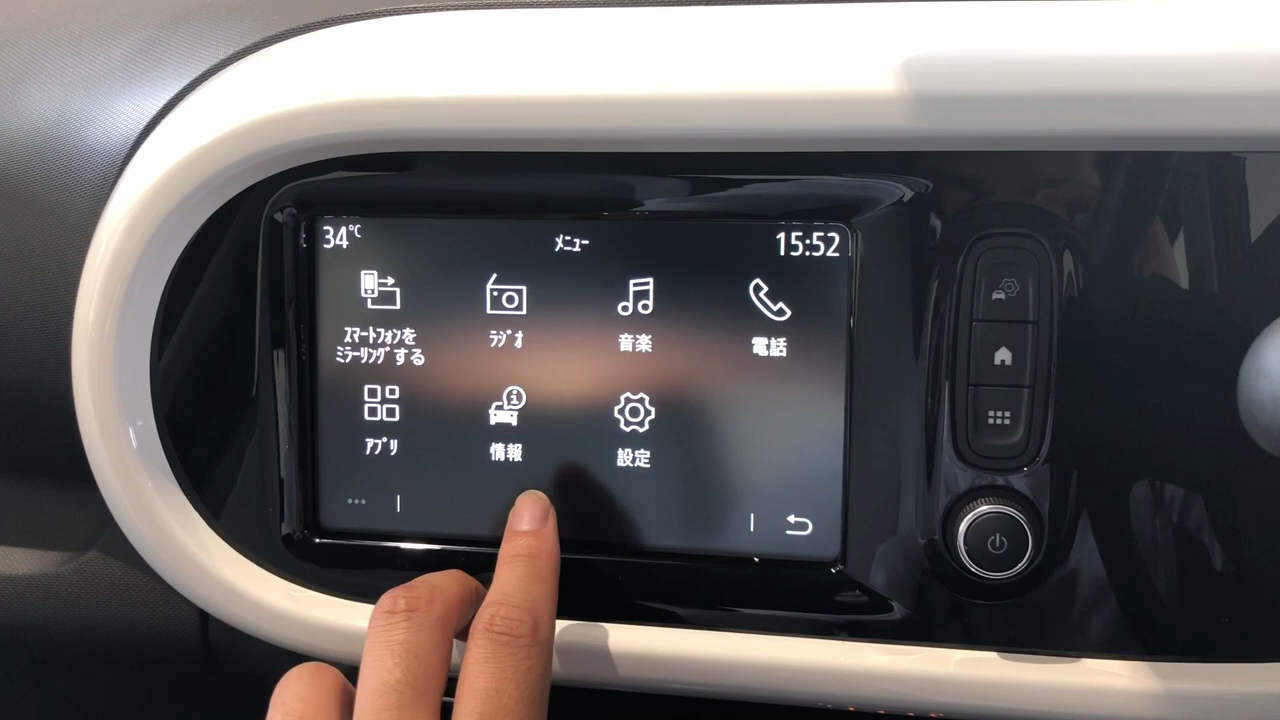 34℃
メニュー
15:52
スマートフォンを
ミラーリングする
ラジオ
音楽
電話
アプリ
情報
設定